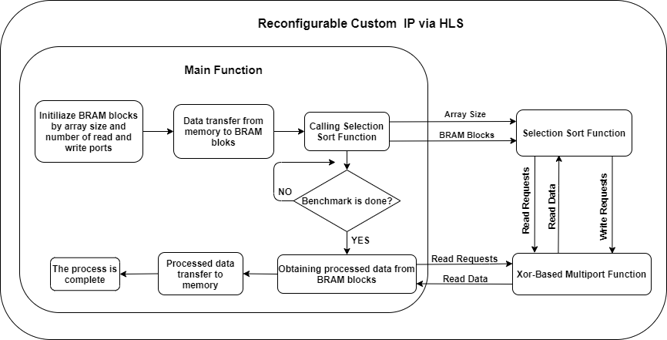 Reconfigurable Custom IP via HLS
Main Function
Initiliaze BRAM blocks
by array size and
number of read and
write ports
Data transfer from
memory to BRAM
bloks
Calling Selection
Sort Function
Array Size
BRAM Blocks
Selection Sort Function
NO
Benchmark is done?
YES
Read Requests
Read Data
Write Requests
The process is
complete
Processed data
transfer to
memory
Obtaining processed data from
BRAM blocks
Read Requests
Read Data
Xor-Based Multiport Function